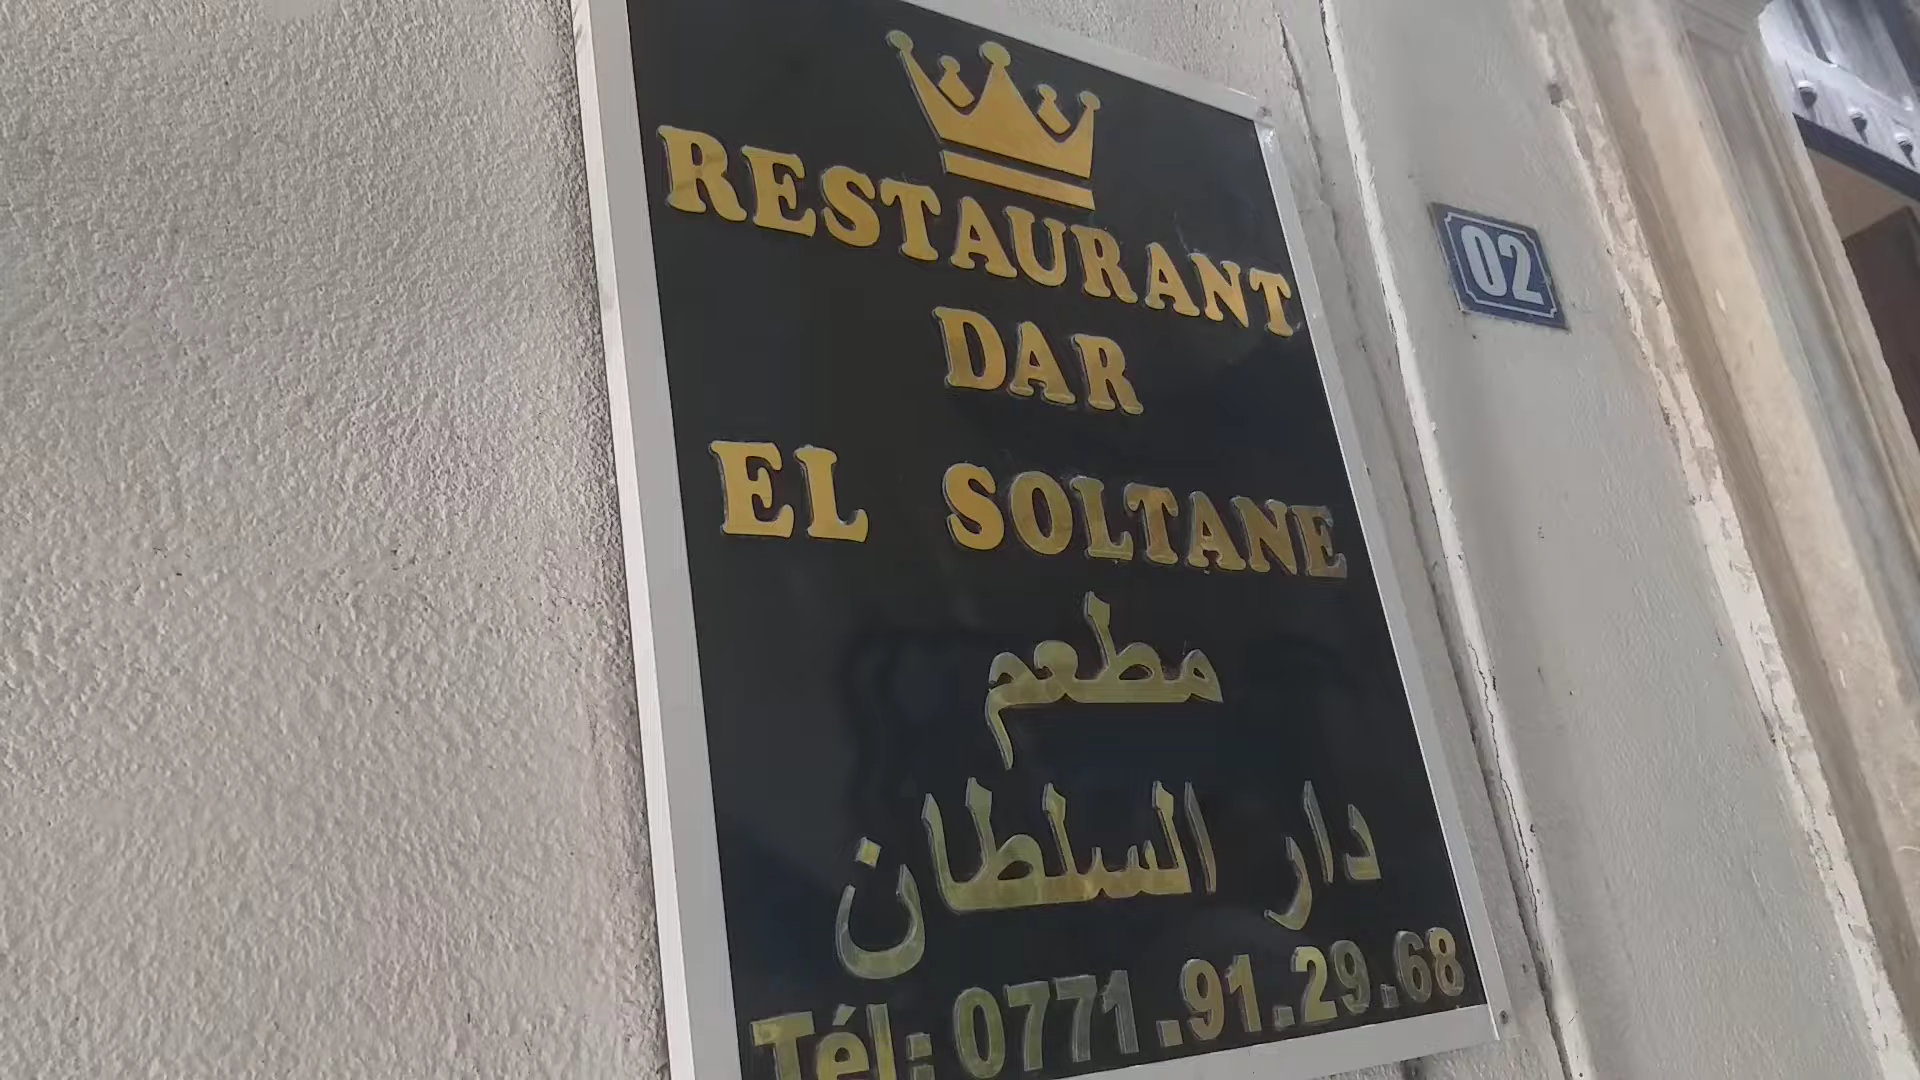 RESTAURANT
DAR
EL SOLTANE
مطعم
دار السلطان
Tél: 0771.91.29.68
02